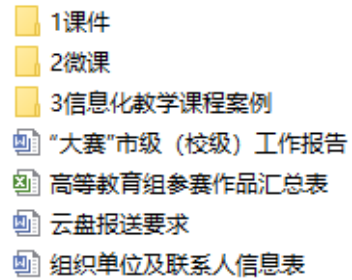 1课件
2微课
3信息化教学课程案例
“大赛”市级（校级）工作报告
高等教育组参赛作品汇总表
云盘报送要求
组织单位及联系人信息表